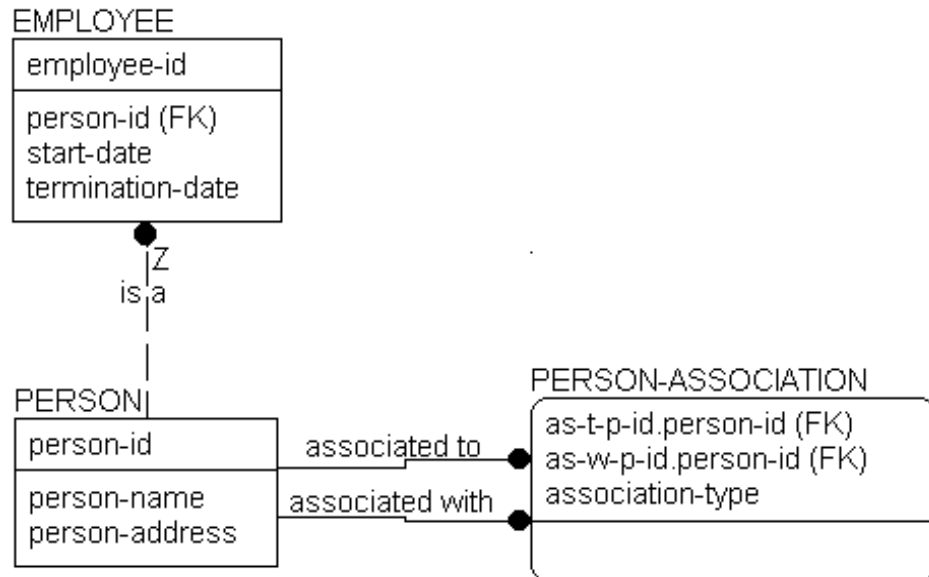 EMPLOYEE
employee-id
person-id (FK)
start-date
termination-date
Z
is a
PERSON
person-id
person-name
person-address
associated to
associated with
PERSON-ASSOCIATION
as-t-p-id.person-id (FK)
as-w-p-id.person-id (FK)
association-type